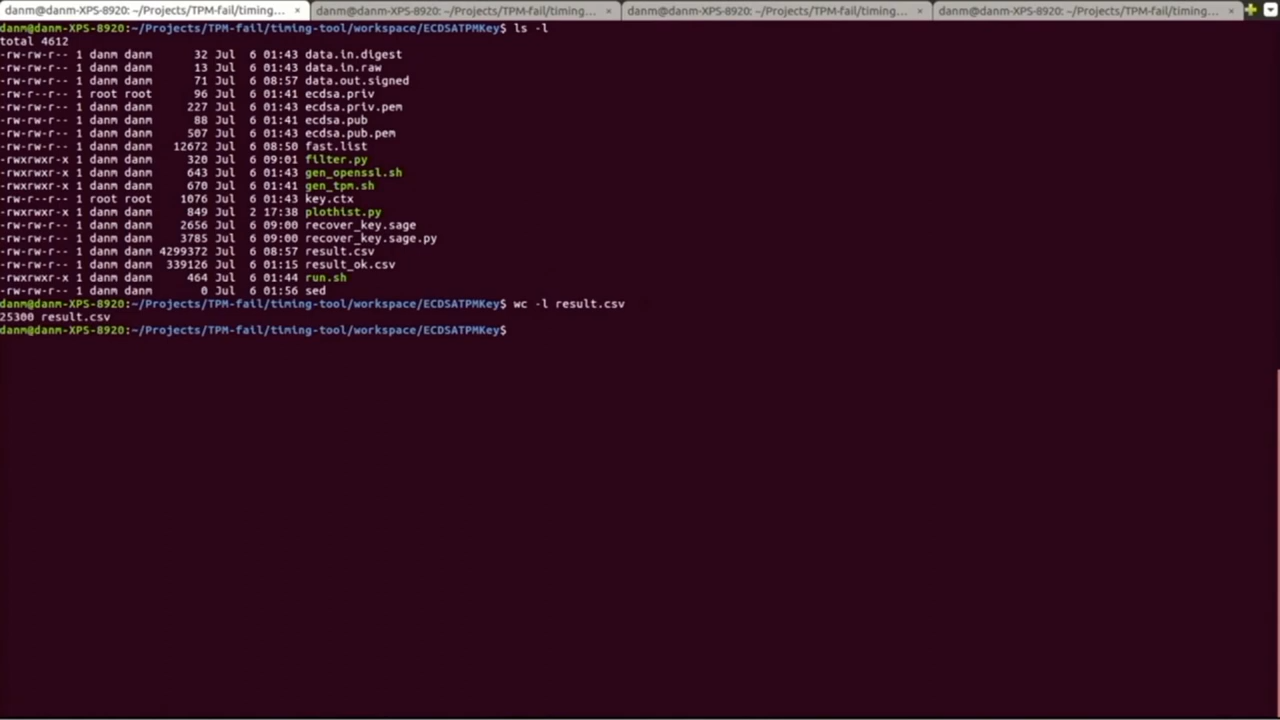 danm@danm-XPS-8920: ~/Projects/TPM-fail/timing... × danm@danm-XPS-8920: ~/Projects/TPM-fail/timing... × danm@danm-XPS-8920: ~/Projects/TPM-fail/timing... × danm@danm-XPS-8920: ~/Projects/TPM-fail/timing... ×
danm@danm-XPS-8920:~/Projects/TPM-fail/timing-tool/workspace/ECDSATPMKey$ ls -l
total 4612
-rw-rw-r-- 1 danm danm      32 Jul  6 01:43 data.in.digest
-rw-rw-r-- 1 danm danm      13 Jul  6 01:43 data.in.raw
-rw-rw-r-- 1 danm danm      71 Jul  6 08:57 data.out.signed
-rw-r--r-- 1 root root      96 Jul  6 01:41 ecdsa.priv
-rw-rw-r-- 1 danm danm     227 Jul  6 01:43 ecdsa.priv.pem
-rw-rw-r-- 1 danm danm      88 Jul  6 01:41 ecdsa.pub
-rw-rw-r-- 1 danm danm     507 Jul  6 01:43 ecdsa.pub.pem
-rw-rw-r-- 1 danm danm   12672 Jul  6 08:50 fast.list
-rwxrwxr-x 1 danm danm     320 Jul  6 09:01 filter.py
-rwxrwxr-x 1 danm danm     643 Jul  6 01:43 gen_openssl.sh
-rwxrwxr-x 1 danm danm     670 Jul  6 01:41 gen_tpm.sh
-rw-r--r-- 1 root root    1076 Jul  6 01:43 key.ctx
-rwxrwxr-x 1 danm danm     849 Jul  2 17:38 plothist.py
-rw-rw-r-- 1 danm danm    2656 Jul  6 09:00 recover_key.sage
-rw-rw-r-- 1 danm danm    3785 Jul  6 09:00 recover_key.sage.py
-rw-rw-r-- 1 danm danm 4299372 Jul  6 08:57 result.csv
-rw-rw-r-- 1 danm danm  339126 Jul  6 01:15 result_ok.csv
-rwxrwxr-x 1 danm danm     464 Jul  6 01:44 run.sh
-rw-rw-r-- 1 danm danm       0 Jul  6 01:56 sed
danm@danm-XPS-8920:~/Projects/TPM-fail/timing-tool/workspace/ECDSATPMKey$ wc -l result.csv
25300 result.csv
danm@danm-XPS-8920:~/Projects/TPM-fail/timing-tool/workspace/ECDSATPMKey$